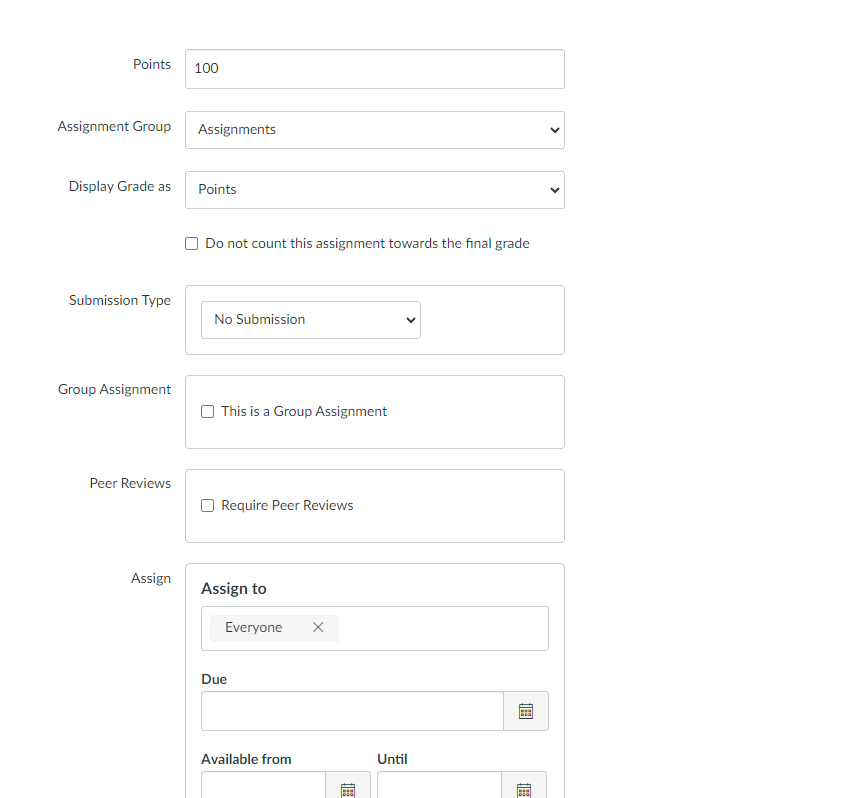 Points 100
Assignment Group Assignments
Display Grade as Points
Do not count this assignment towards the final grade
Submission Type
No Submission
Group Assignment
This is a Group Assignment
Peer Reviews
Require Peer Reviews
Assign
Assign to
Everyone
Due
Available from Until